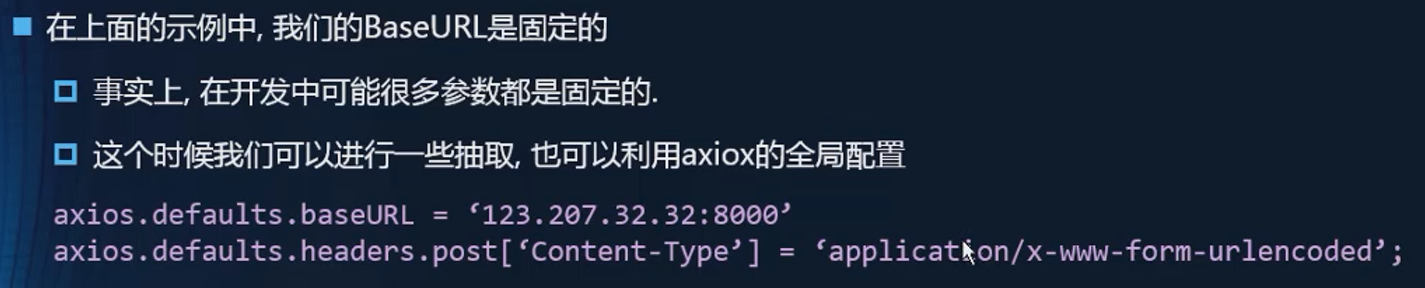 在上面的示例中, 我们的BaseURL是固定的
事实上, 在开发中可能很多参数都是固定的.
这个时候我们可以进行一些抽取, 也可以利用axiox的全局配置
axios.defaults.baseURL = ‘123.207.32.32:8000’
axios.defaults.headers.post[‘Content-Type’] = ‘application/x-www-form-urlencoded’;